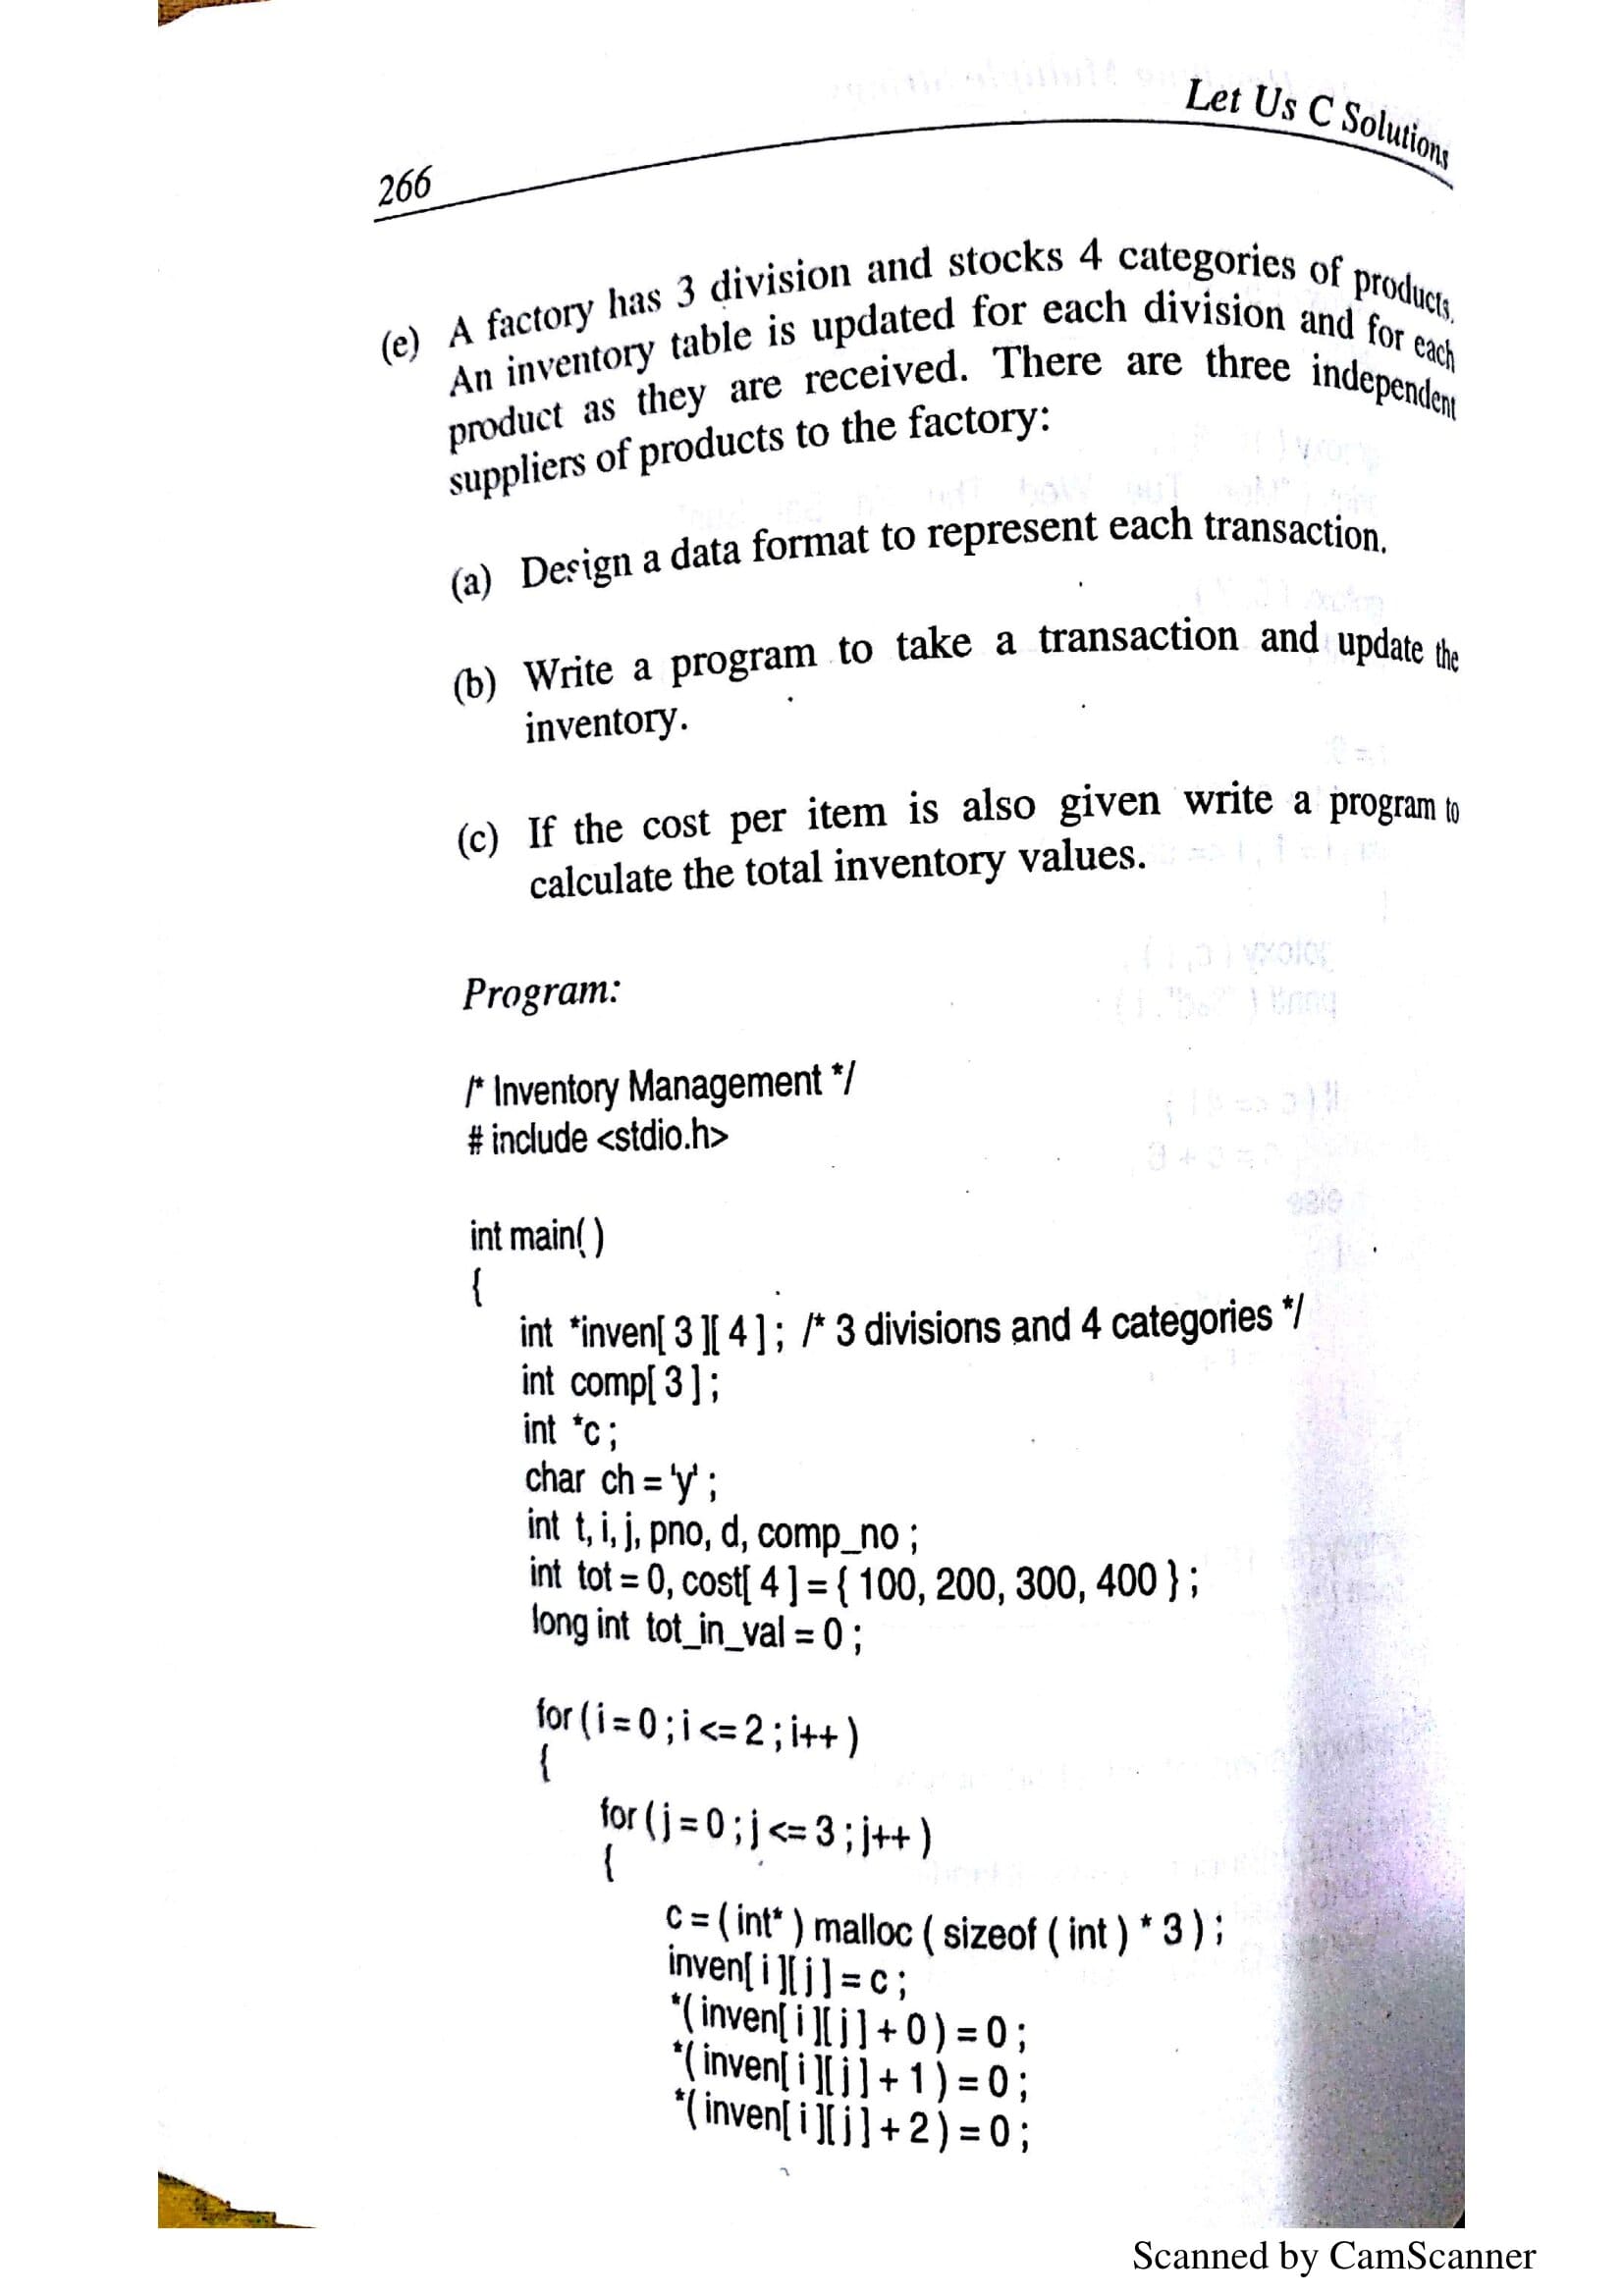 Let Us C Solutions
266
(e) A factory has 3 division and stocks 4 categories of products.
An inventory table is updated for each division and for each
product as they are received. There are three independent
suppliers of products to the factory:
(a) Design a data format to represent each transaction.
(b) Write a program to take a transaction and update the
inventory.
(c) If the cost per item is also given write a program to
calculate the total inventory values.
Program:
/* Inventory Management */
# include <stdio.h>
int main( )
{
int *inven[ 3 ][ 4 ] ; /* 3 divisions and 4 categories */
int comp[ 3 ] ;
int *c ;
char ch = 'y' ;
int t, i, j, pno, d, comp_no ;
int tot = 0, cost[ 4 ] = { 100, 200, 300, 400 } ;
long int tot_in_val = 0 ;
for ( i = 0 ; i <= 2 ; i++ )
{
for ( j = 0 ; j <= 3 ; j++ )
{
c = ( int* ) malloc ( sizeof ( int ) * 3 ) ;
inven[ i ][ j ] = c ;
*( inven[ i ][ j ] + 0 ) = 0 ;
*( inven[ i ][ j ] + 1 ) = 0 ;
*( inven[ i ][ j ] + 2 ) = 0 ;
Scanned by CamScanner